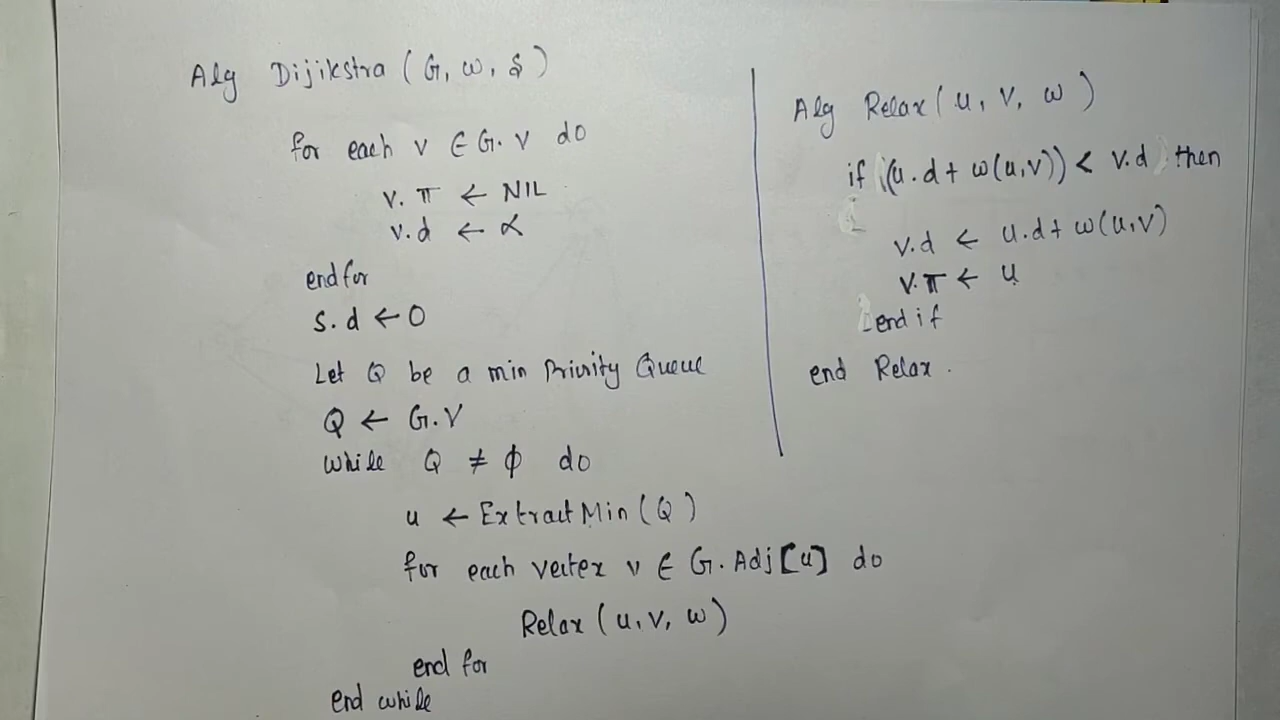 Alg Dijikstra (G, w, s)
for each v ∈ G.V do
v.π ← NIL
v.d ← ∝
endfor
s.d ← 0
Let Q be a min Priority Queue
Q ← G.V
while Q ≠ ϕ do
u ← ExtractMin(Q)
for each vertex v ∈ G.Adj[u] do
Relax (u, v, w)
end for
end while
Alg Relax(u, v, w)
if (u.d + w(u,v)) < v.d then
v.d ← u.d + w(u,v)
v.π ← u
end if
end Relax.